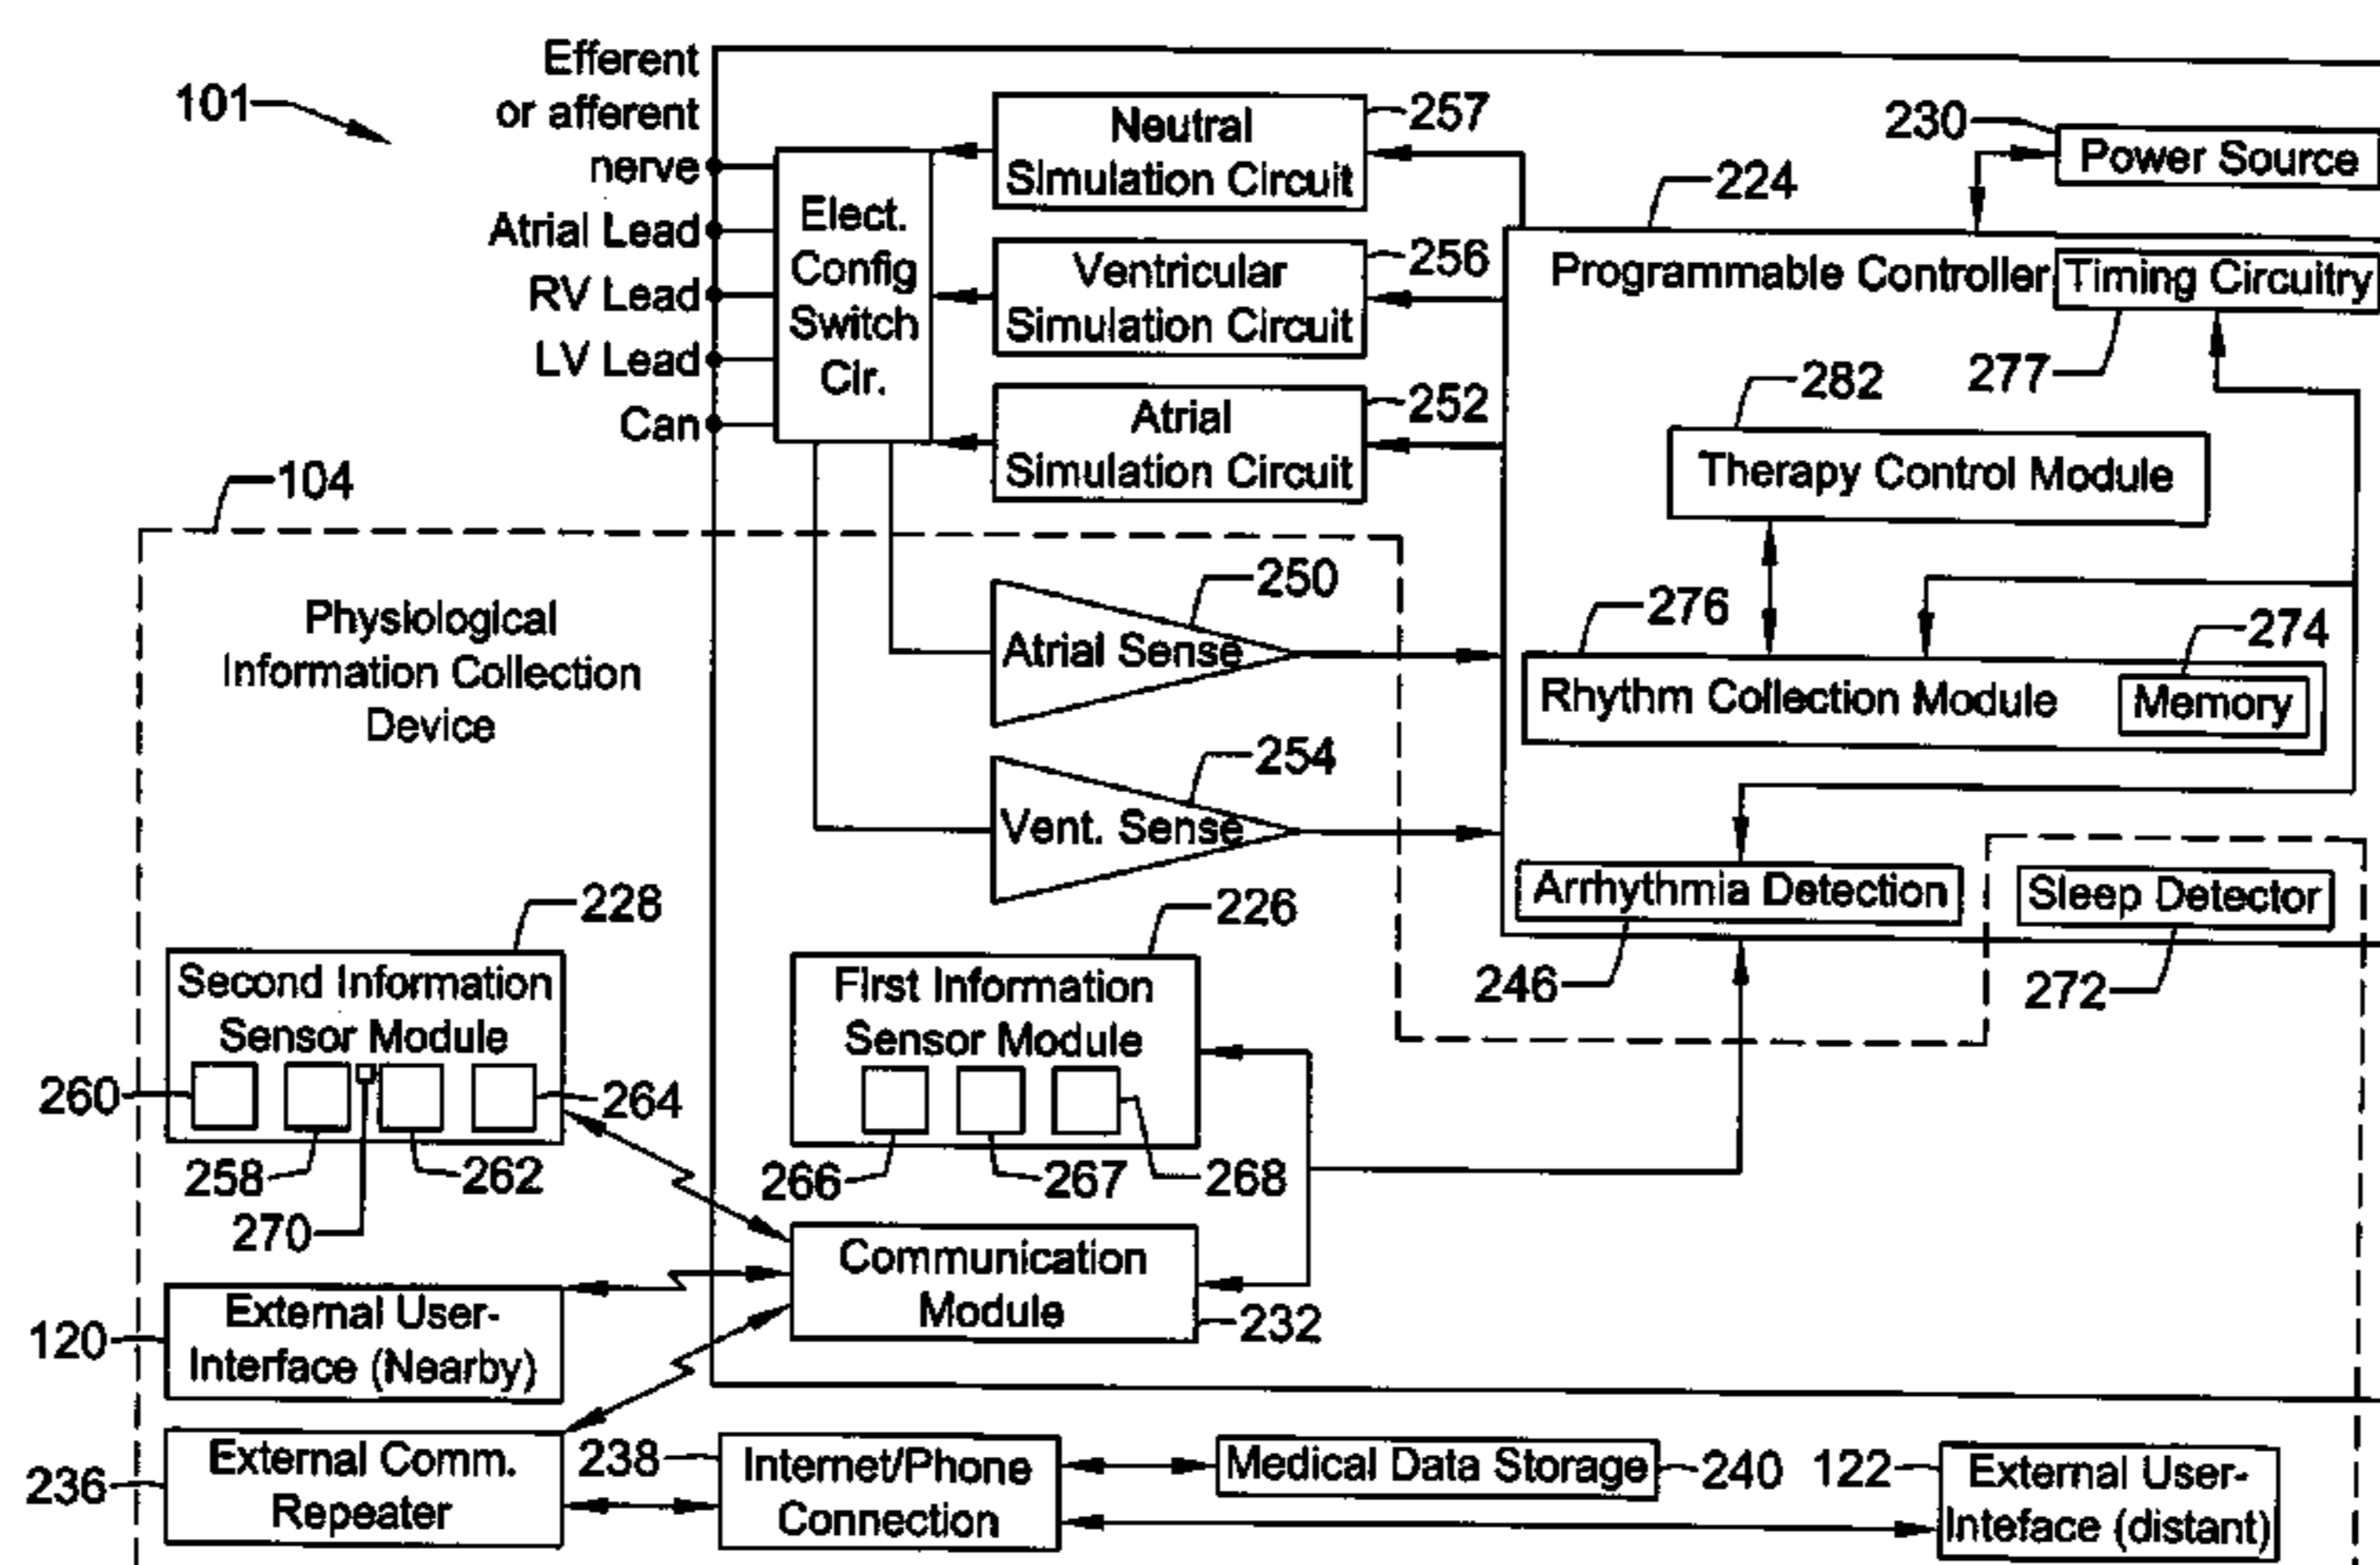 101
Efferent
or afferent
nerve
Atrial Lead
RV Lead
LV Lead
Can
Elect.
Config
Switch
Cir.
Neutral
Simulation Circuit
257
Ventricular
Simulation Circuit
256
Atrial
Simulation Circuit
252
230
Power Source
224
Programmable Controller
Timing Circuitry
277
282
Therapy Control Module
276
274
Rhythm Collection Module
Memory
104
Physiological
Information Collection
Device
250
Atrial Sense
254
Vent. Sense
Arrhythmia Detection
246
Sleep Detector
272
228
Second Information
Sensor Module
260
264
258
262
270
226
First Information
Sensor Module
266
267
268
Communication
Module
232
External User-
Interface (Nearby)
120
External Comm.
Repeater
236
238
Internet/Phone
Connection
Medical Data Storage
240
122
External User-
Inteface (distant)